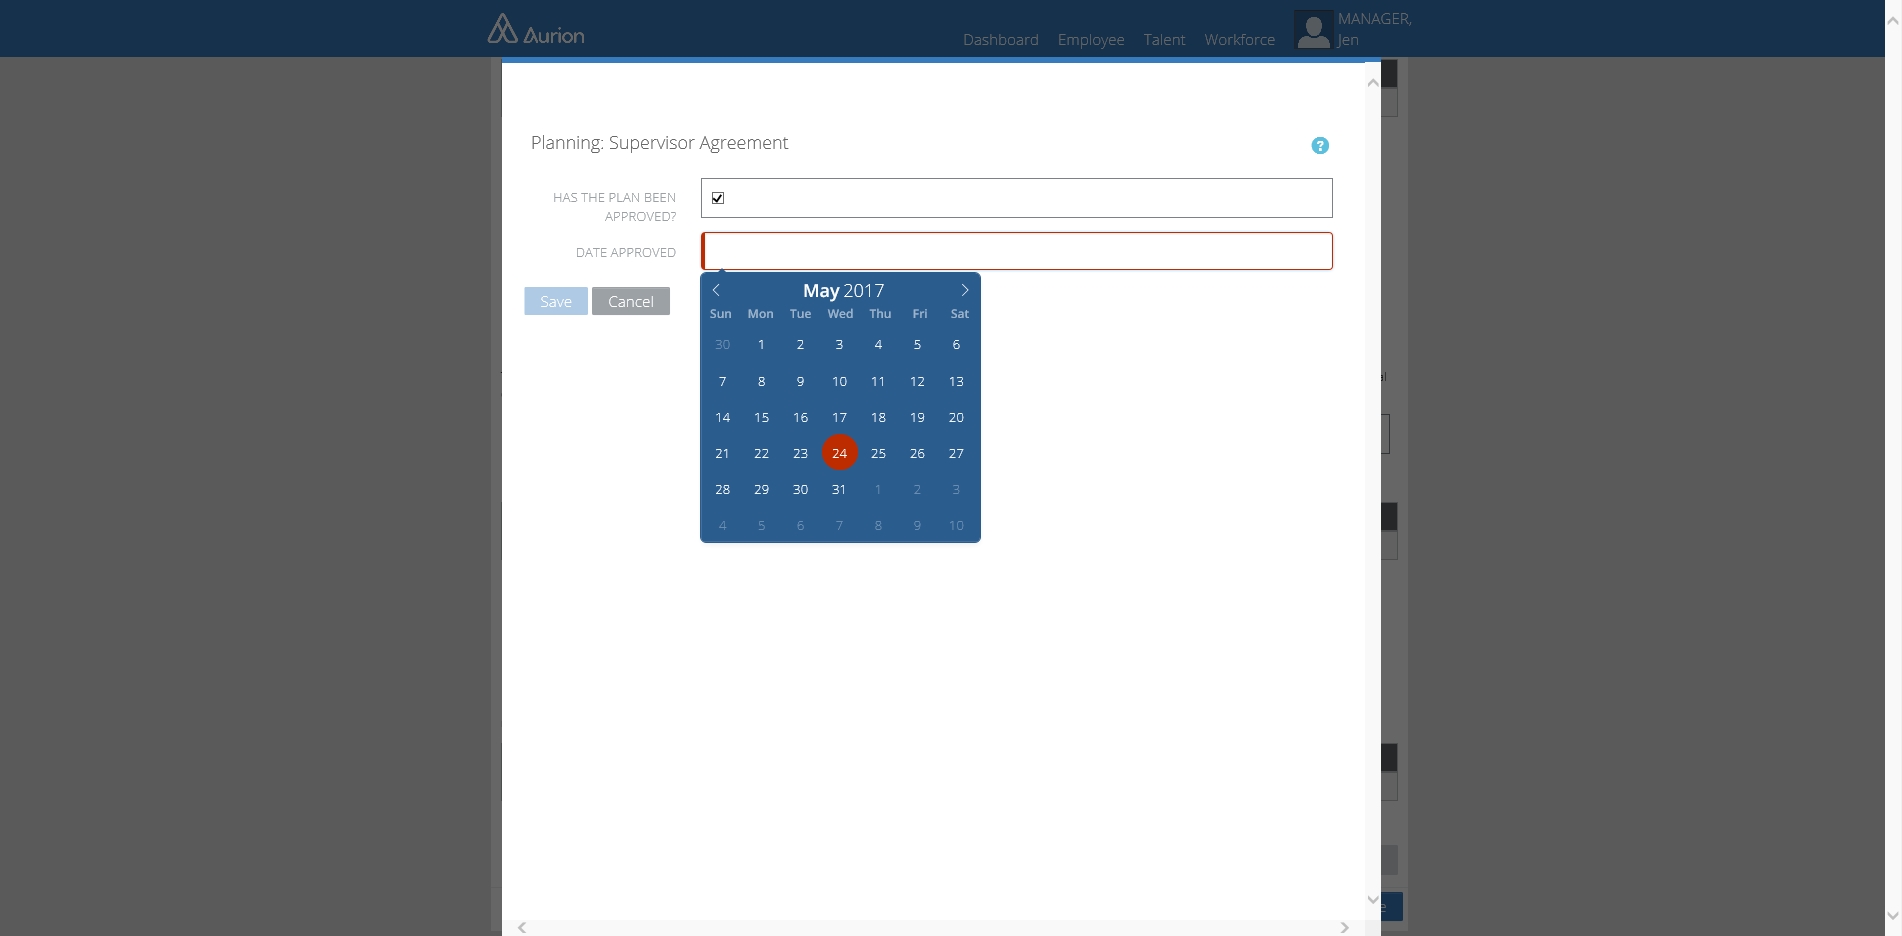 Aurion
MANAGER,
Jen
Dashboard Employee Talent Workforce
Planning: Supervisor Agreement
?
HAS THE PLAN BEEN
APPROVED?
DATE APPROVED
Save Cancel
May 2017
Sun Mon Tue Wed Thu Fri Sat
30 1 2 3 4 5 6
7 8 9 10 11 12 13
14 15 16 17 18 19 20
21 22 23 24 25 26 27
28 29 30 31 1 2 3
4 5 6 7 8 9 10